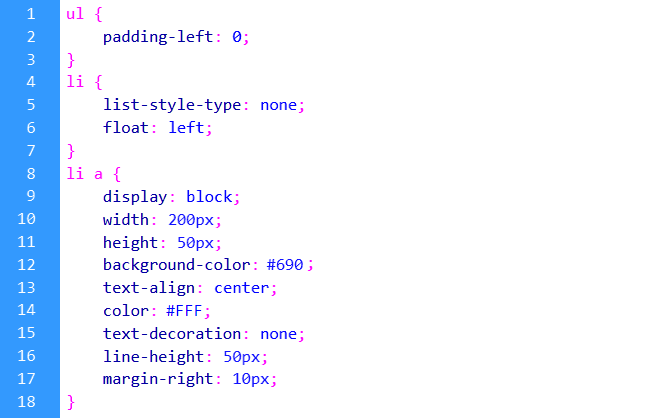 1 ul {
2     padding-left: 0;
3 }
4 li {
5     list-style-type: none;
6     float: left;
7 }
8 li a {
9     display: block;
10     width: 200px;
11     height: 50px;
12     background-color: #690;
13     text-align: center;
14     color: #FFF;
15     text-decoration: none;
16     line-height: 50px;
17     margin-right: 10px;
18 }